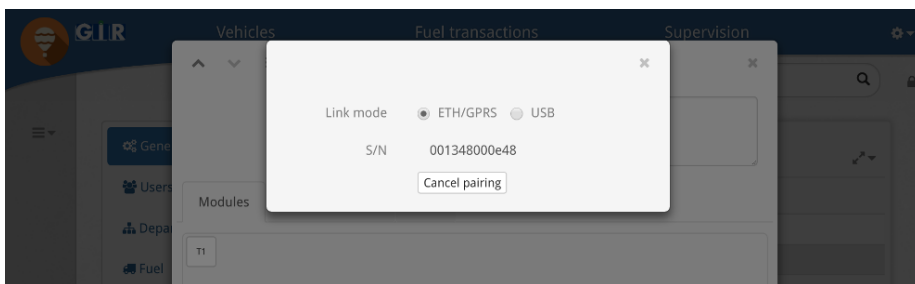 GIR
Vehicles
Fuel transactions
Supervision
Link mode
ETH/GPRS
USB
S/N
001348000e48
Cancel pairing
Users
Modules
T1
Fuel